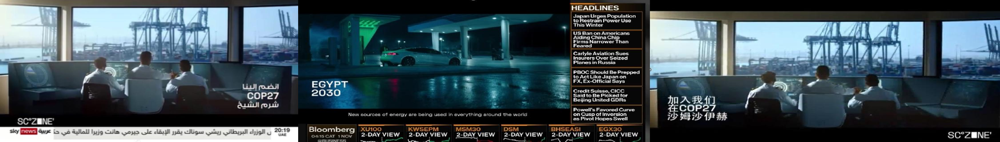 انضم إلينا
COP27
شرم الشيخ
SC°ZONE'
sky news عربية
الوزراء البريطاني ريشي سوناك يقرر الإبقاء على جيرمي هانت وزيرا للمالية في
20:19
UAE
EGYPT
2030
New sources of energy are being used in everything around the world
HEADLINES
Japan Urges Population
to Restrain Power Use
This Winter
US Ban on Americans
Aiding China Chip
Firms Narrower Than
Feared
Carlyle Aviation Sues
Insurers Over Seized
Planes in Russia
PBOC Should Be Prepped
to Act Like Japan on
FX, Ex-Official Says
Credit Suisse, CICC
Said to Be Picked for
Beijing United GDRs
Powell's Favored Curve
on Cusp of Inversion
as Pivot Hopes Swell
Bloomberg
04:15 CAT 1 NOV
@BUSINESS
XU100
2-DAY VIEW
KWSEPM
2-DAY VIEW
MSM30
2-DAY VIEW
DSM
2-DAY VIEW
BHSEASI
2-DAY VIEW
EGX30
2-DAY VIEW
加入我们
在COP27
沙姆沙伊赫
SC°ZONE'